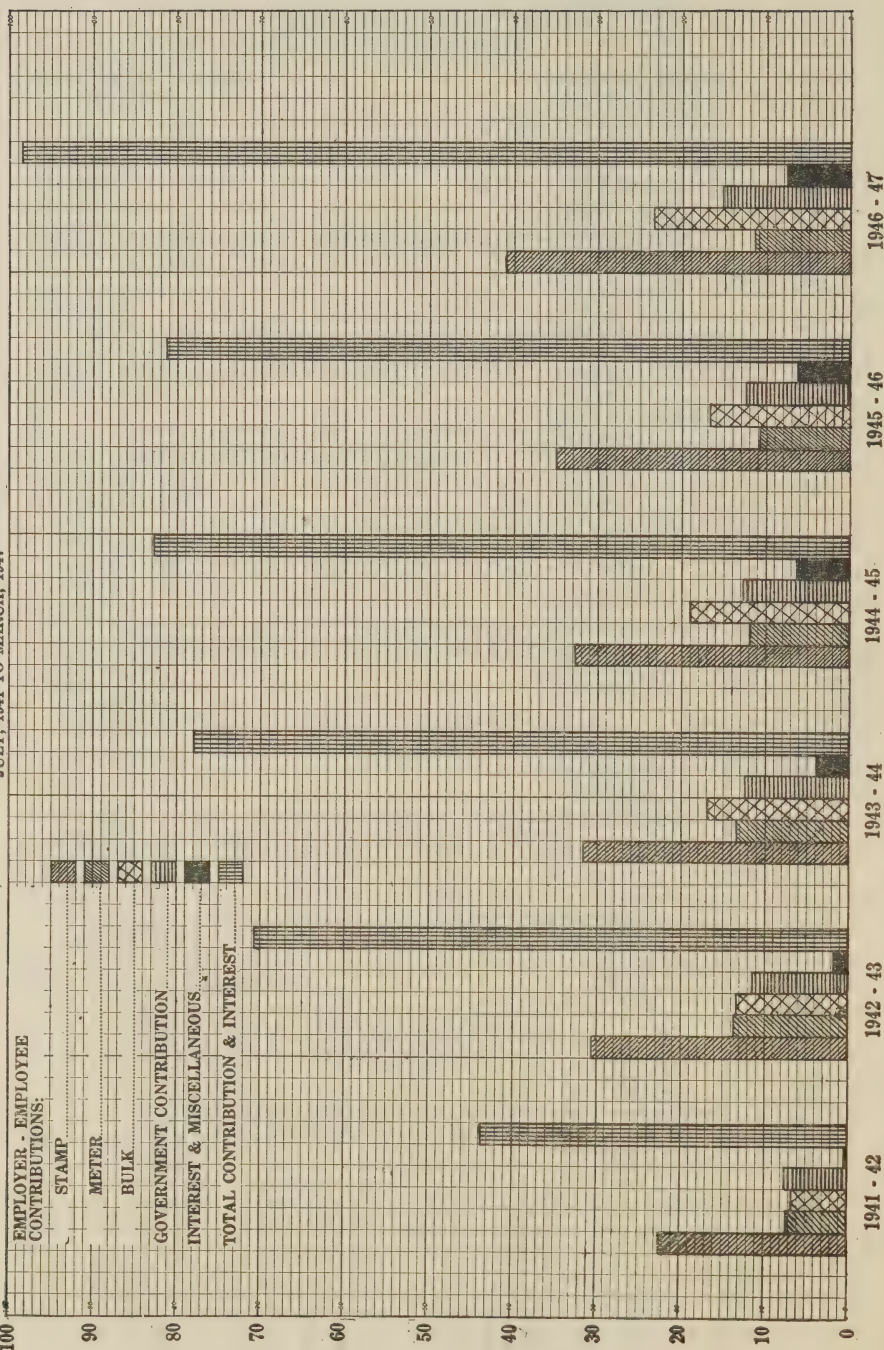 JULY, 1941 TO MARCH, 1947
EMPLOYER - EMPLOYEE
CONTRIBUTIONS:
STAMP
METER
BULK
GOVERNMENT CONTRIBUTION
INTEREST & MISCELLANEOUS
TOTAL CONTRIBUTION & INTEREST
100
90
80
70
60
50
40
30
20
10
0
1941 - 42
1942 - 43
1943 - 44
1944 - 45
1945 - 46
1946 - 47